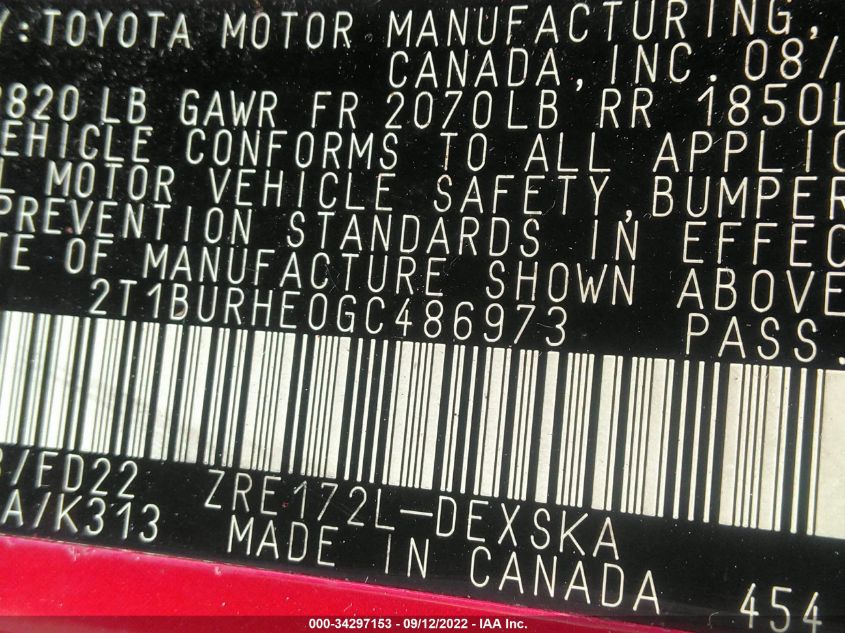 Y:TOYOTA MOTOR MANUFACTURING,
CANADA,INC. 08/
2820 LB GAWR FR 2070LB RR 1850L
EHICLE CONFORMS TO ALL APPLIC
L MOTOR VEHICLE SAFETY,BUMPER
PREVENTION STANDARDS IN EFFEC
TE OF MANUFACTURE SHOWN ABOVE
2T1BURHE0GC486973 PASS.
/FD22 ZRE172L-DEXSKA
A/K313 MADE IN CANADA 454
000-34297153 - 09/12/2022 - IAA Inc.